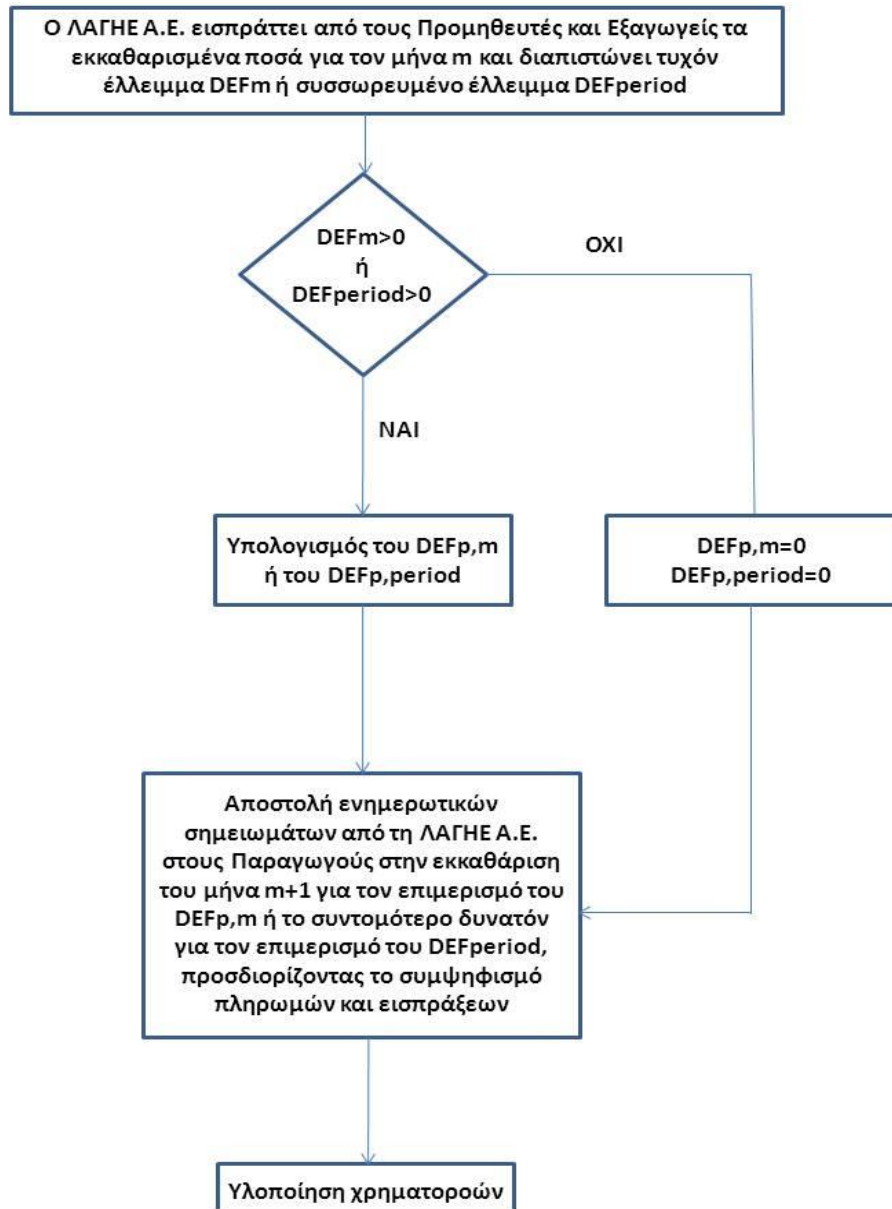 Ο ΛΑΓΗΕ Α.Ε. εισπράττει από τους Προμηθευτές και Εξαγωγείς τα
εκκαθαρισμένα ποσά για τον μήνα m και διαπιστώνει τυχόν
έλλειμμα DEFm ή συσσωρευμένο έλλειμμα DEFperiod
DEFm>0
ή
DEFperiod>0
ΟΧΙ
ΝΑΙ
Υπολογισμός του DEFp,m
ή του DEFp,period
DEFp,m=0
DEFp,period=0
Αποστολή ενημερωτικών
σημειωμάτων από τη ΛΑΓΗΕ Α.Ε.
στους Παραγωγούς στην εκκαθάριση
του μήνα m+1 για τον επιμερισμό του
DEFp,m ή το συντομότερο δυνατόν
για τον επιμερισμό του DEFperiod,
προσδιορίζοντας το συμψηφισμό
πληρωμών και εισπράξεων
Υλοποίηση χρηματοροών